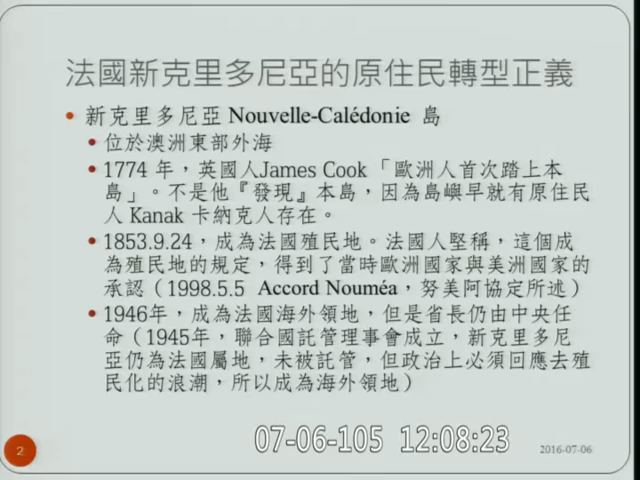 法國新克里多尼亞的原住民轉型正義
新克里多尼亞 Nouvelle-Calédonie 島
位於澳洲東部外海
1774 年，英國人James Cook「歐洲人首次踏上本
島」。不是他『發現』本島，因為島嶼早就有原住民
人 Kanak 卡納克人存在。
1853.9.24，成為法國殖民地。法國人堅稱，這個成
為殖民地的規定，得到了當時歐洲國家與美洲國家的
承認（1998.5.5 Accord Nouméa，努美阿協定所述）
1946年，成為法國海外領地，但是省長仍由中央任
命（1945年，聯合國託管理事會成立，新克里多尼
亞仍為法國屬地，未被託管，但政治上必須回應去殖
民化的浪潮，所以成為海外領地）
07-06-105 12:08:23
2
2016-07-06